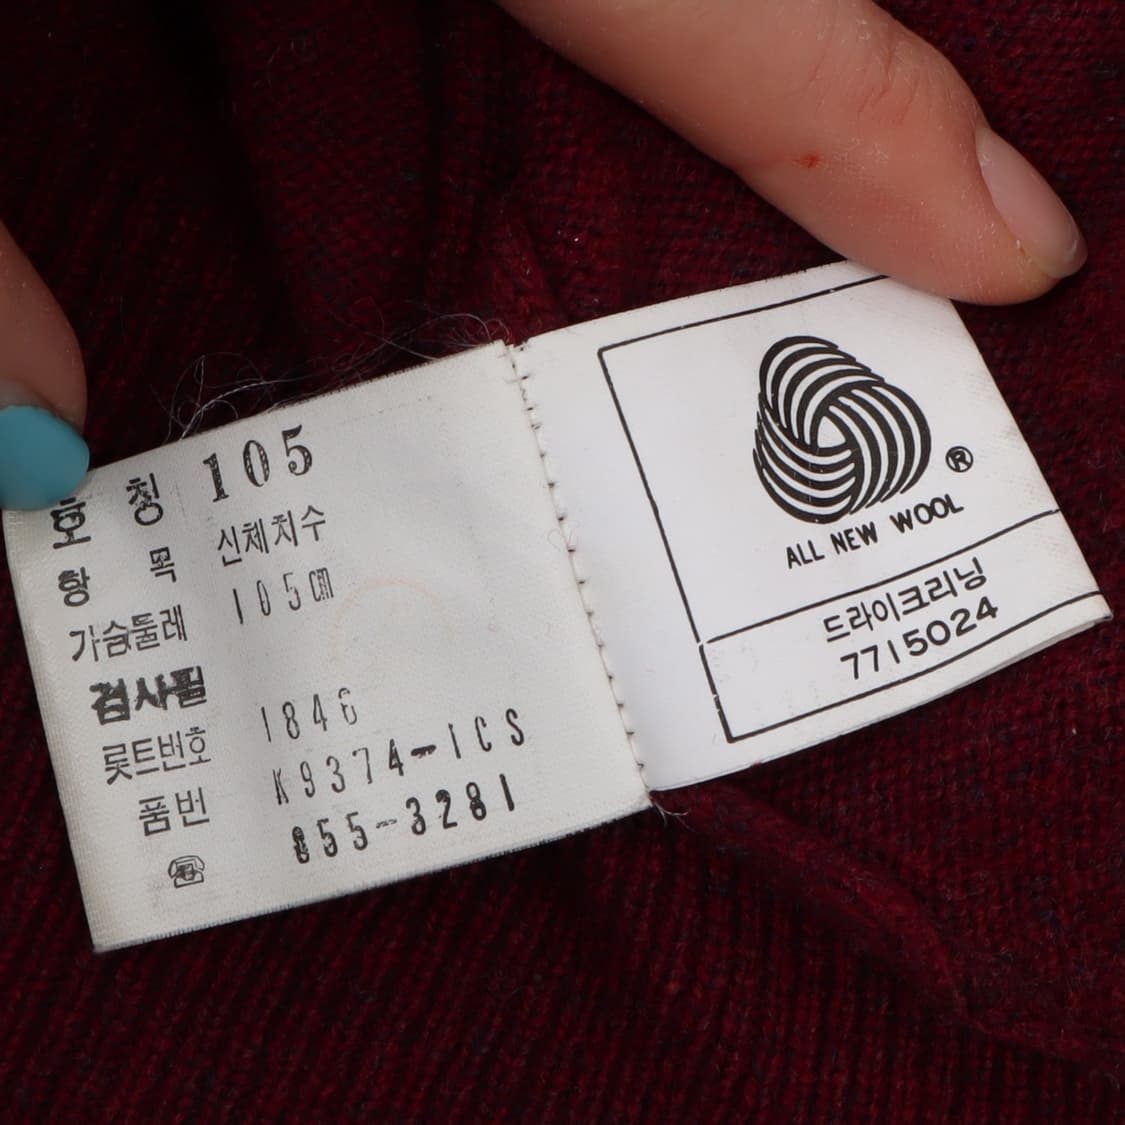 호 칭 105
항 목 신체치수
가슴둘레 105㎝
검사필
롯트번호 1846
품번 K9374-1CS
☎ 855-3281
®
ALL NEW WOOL
드라이크리닝
7715024